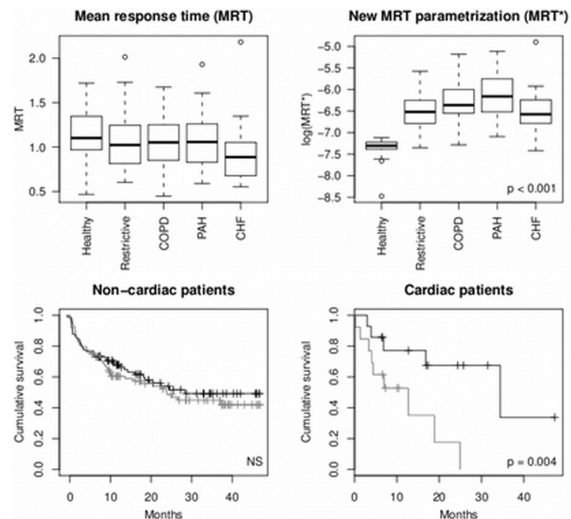 Mean response time (MRT)
MRT
2.0
1.5
1.0
0.5
Healthy
Restrictive
COPD
PAH
CHF
New MRT parametrization (MRT*)
log(MRT*)
−5.0
−5.5
−6.0
−6.5
−7.0
−7.5
−8.0
−8.5
p < 0.001
Healthy
Restrictive
COPD
PAH
CHF
Non−cardiac patients
Cumulative survival
1.0
0.8
0.6
0.4
0.2
0.0
NS
0 10 20 30 40
Months
Cardiac patients
Cumulative survival
1.0
0.8
0.6
0.4
0.2
0.0
p = 0.004
0 10 20 30 40
Months